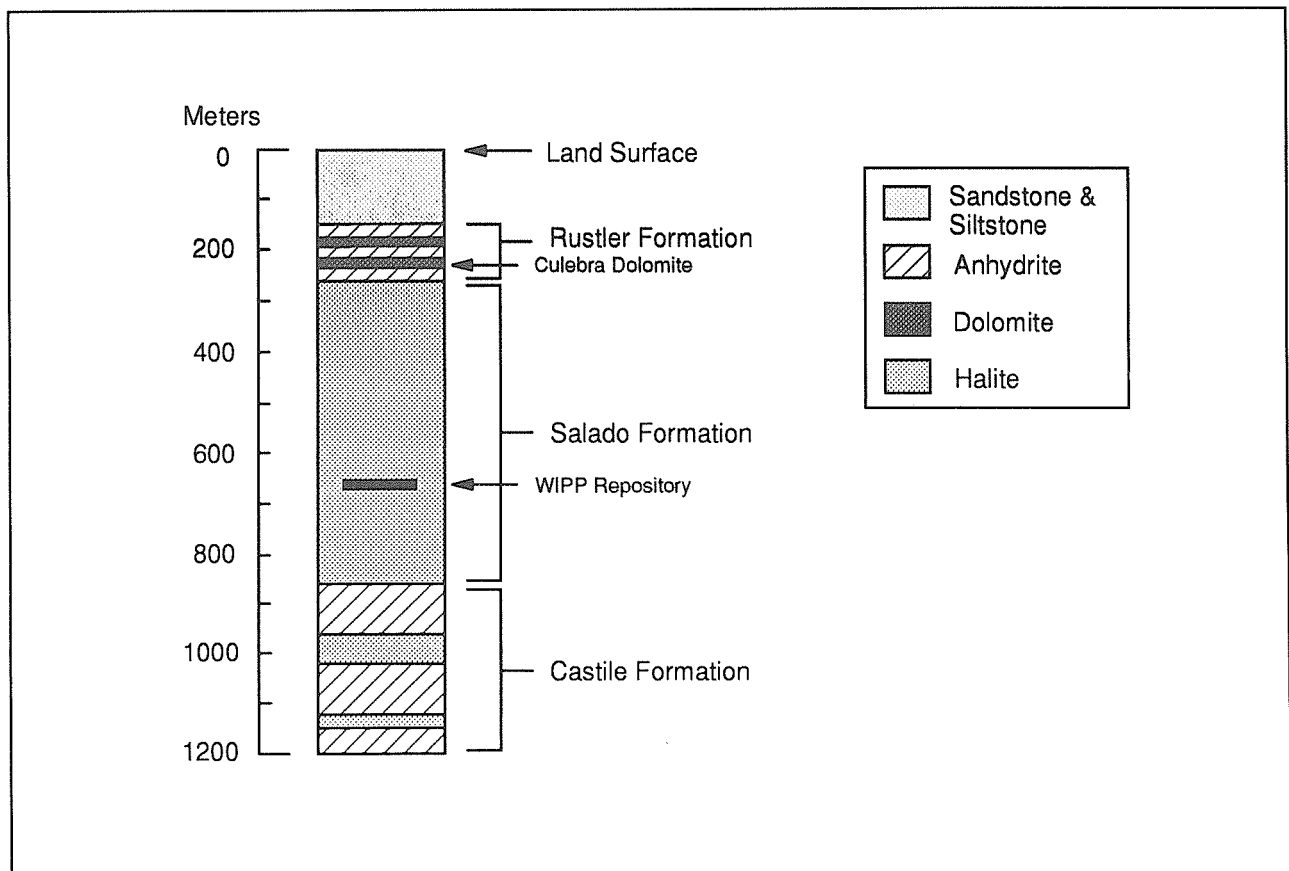 Meters
0
200
400
600
800
1000
1200
Land Surface
Rustler Formation
Culebra Dolomite
Salado Formation
WIPP Repository
Castile Formation
Sandstone &
Siltstone
Anhydrite
Dolomite
Halite